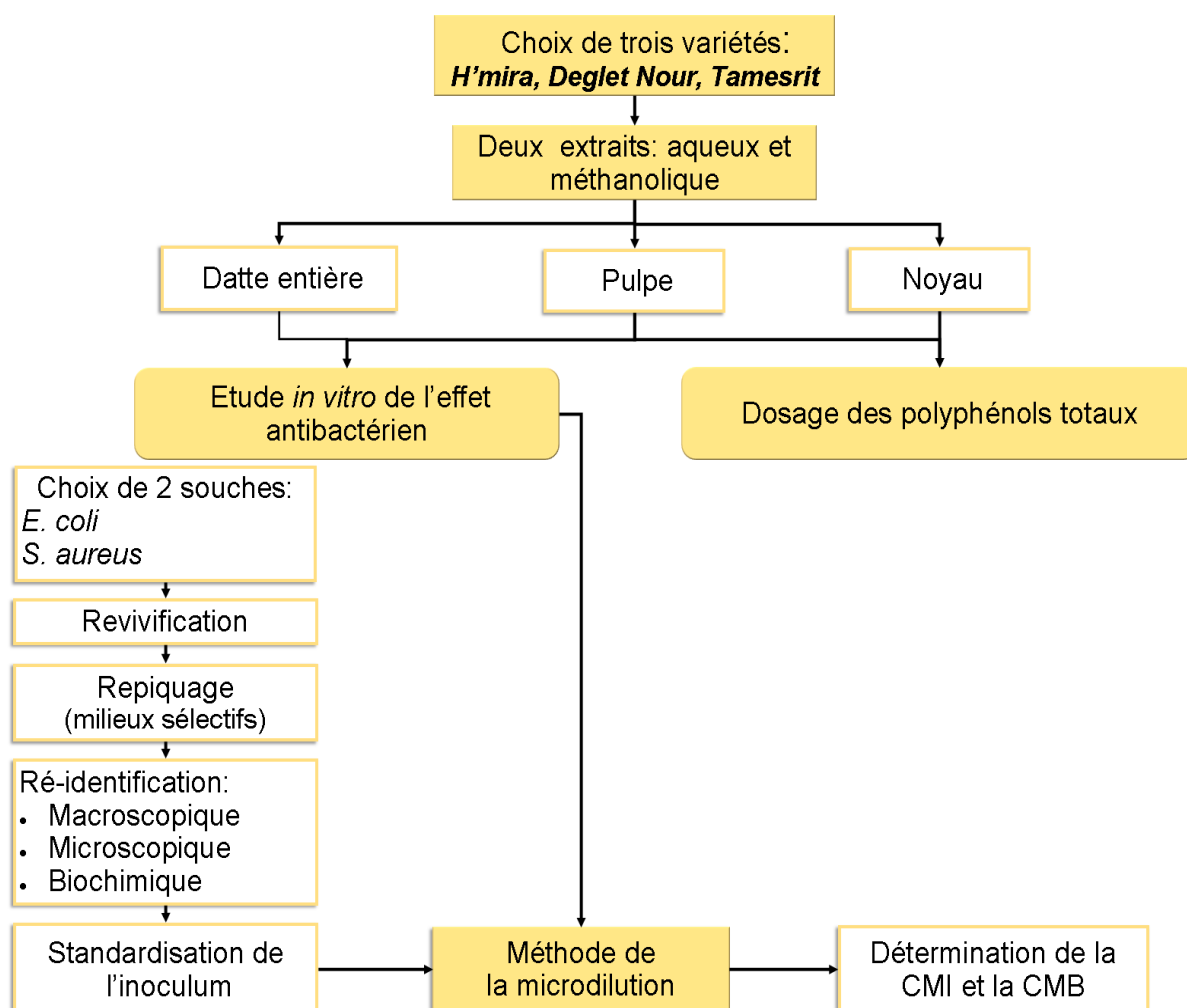 Choix de trois variétés:
H'mira, Deglet Nour, Tamesrit
Deux extraits: aqueux et
méthanolique
Datte entière
Pulpe
Noyau
Etude in vitro de l'effet
antibactérien
Dosage des polyphénols totaux
Choix de 2 souches:
E. coli
S. aureus
Revivification
Repiquage
(milieux sélectifs)
Ré-identification:
• Macroscopique
• Microscopique
• Biochimique
Standardisation de
l'inoculum
Méthode de
la microdilution
Détermination de la
CMI et la CMB